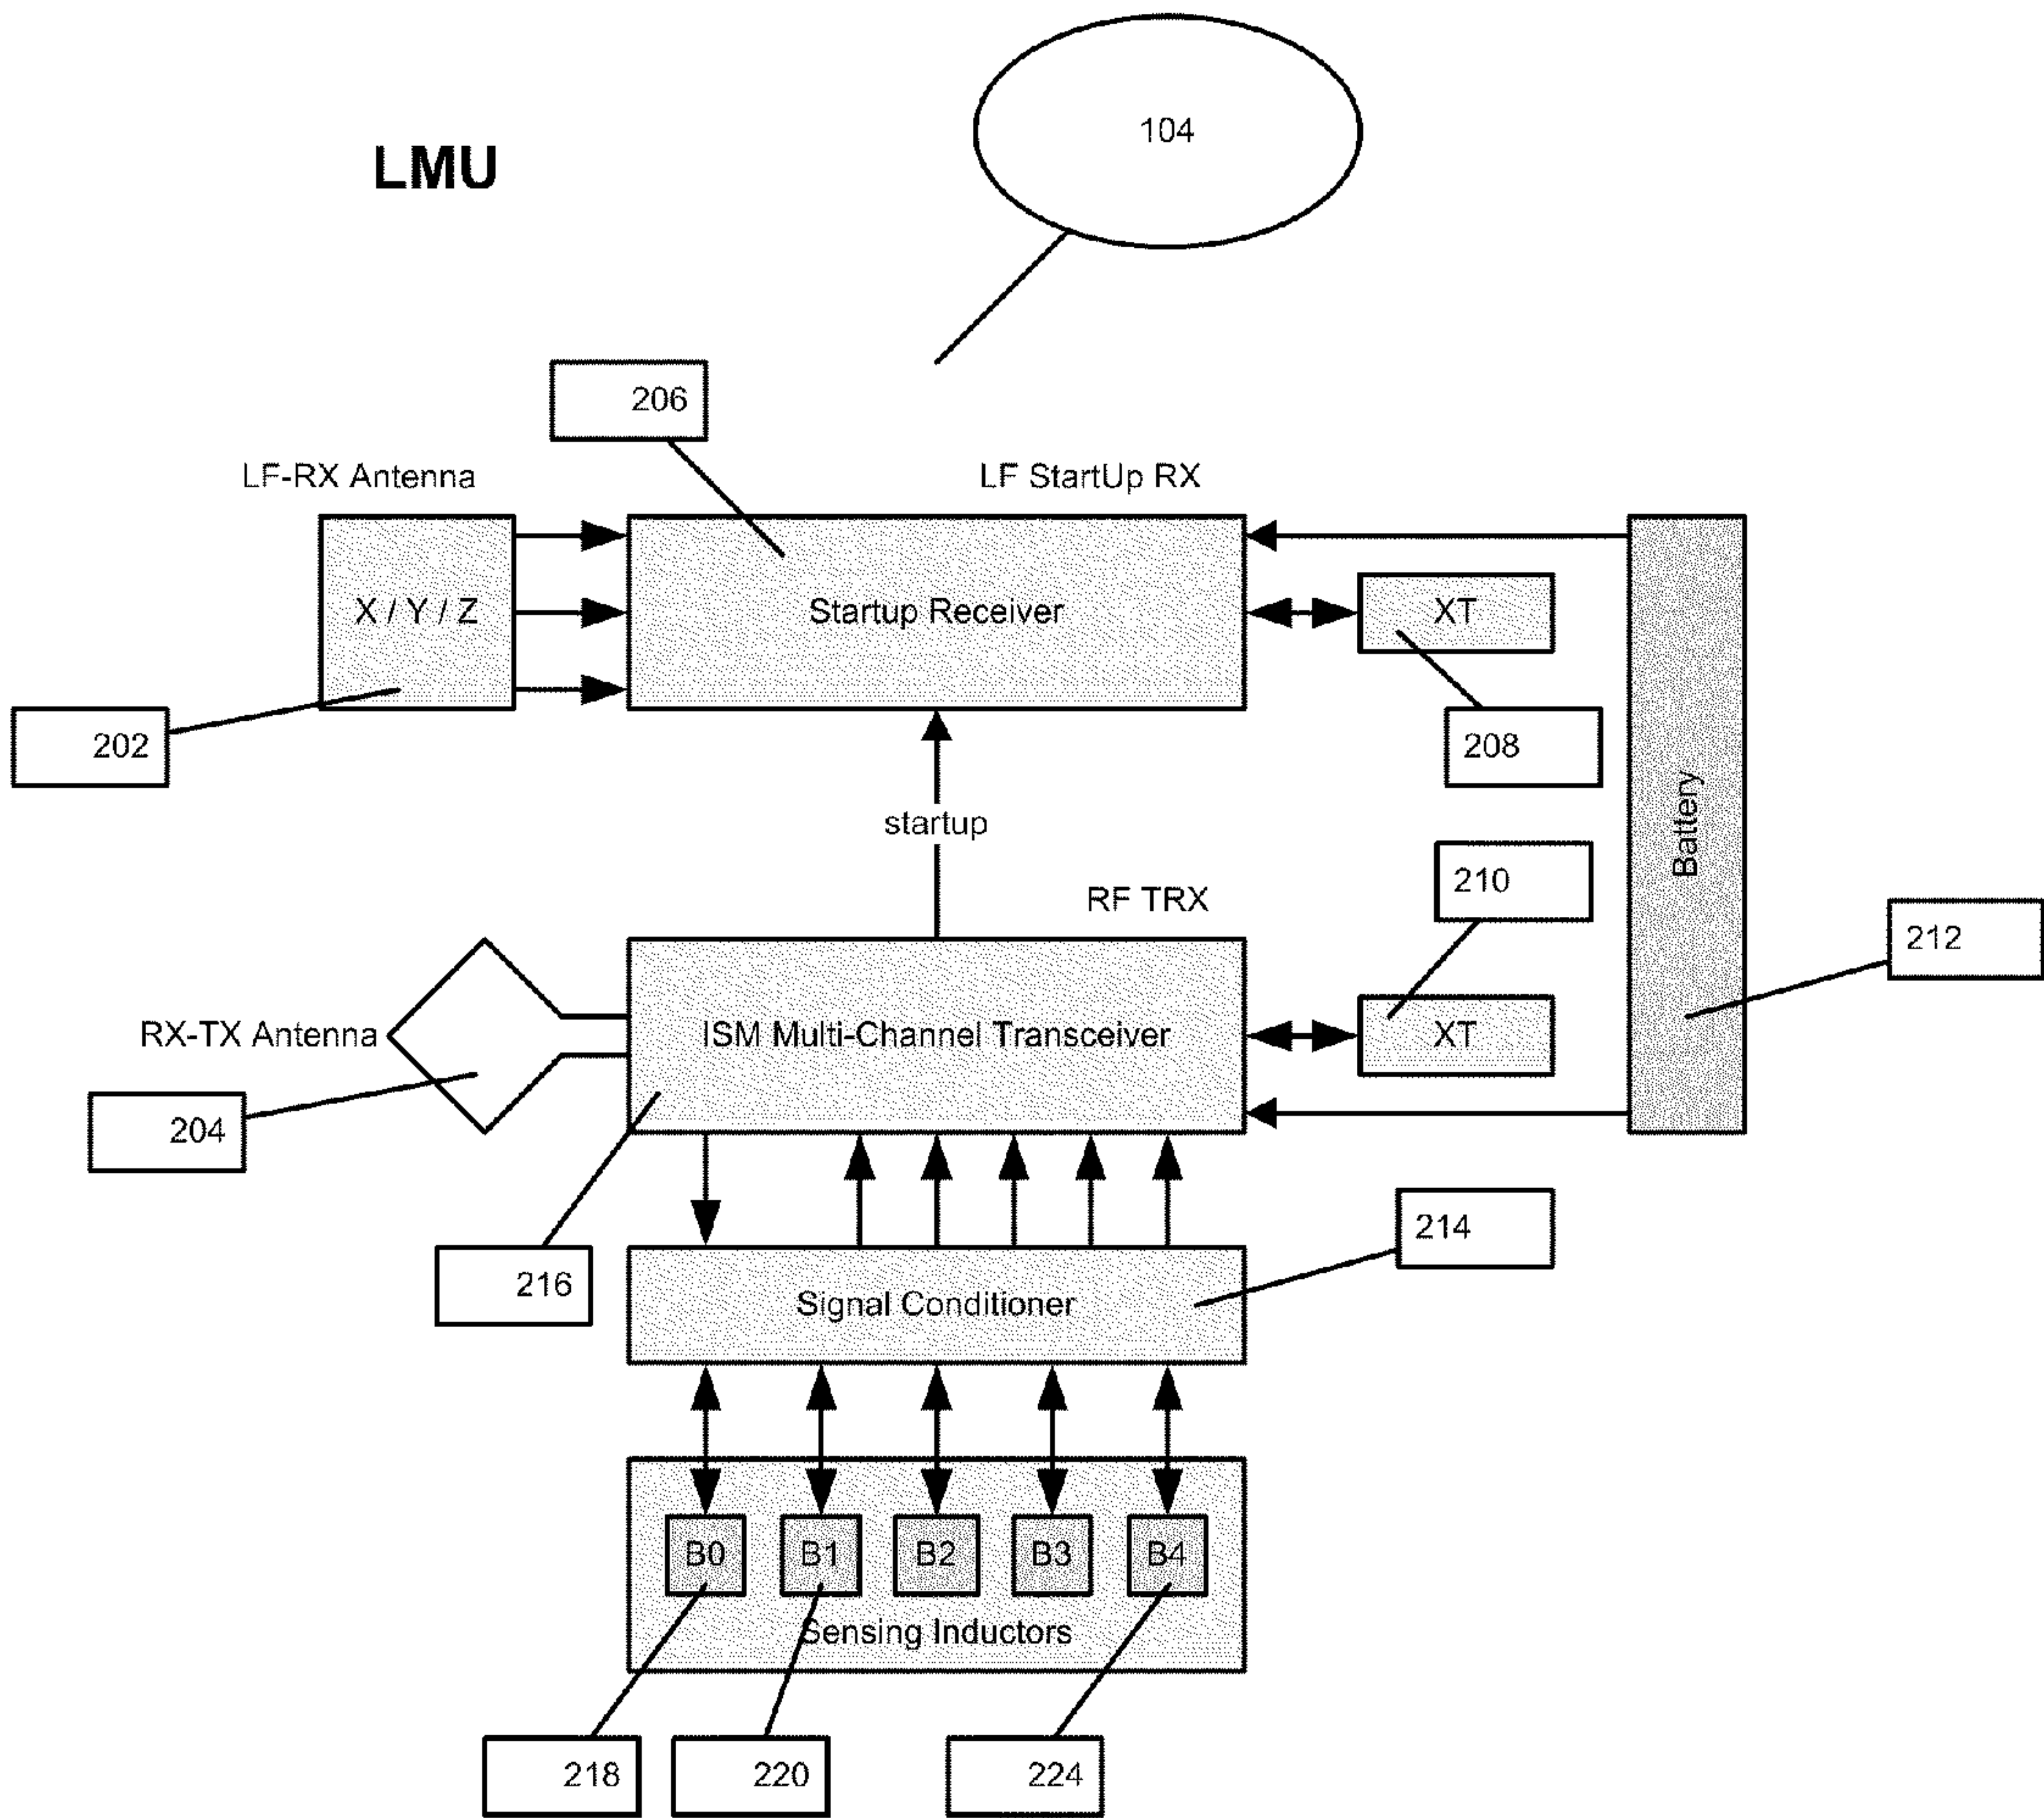 104
LMU
206
LF-RX Antenna
LF StartUp RX
X / Y / Z
Startup Receiver
XT
202
208
startup
Battery
210
RF TRX
212
RX-TX Antenna
ISM Multi-Channel Transceiver
XT
204
214
216
Signal Conditioner
B0
B1
B2
B3
B4
Sensing Inductors
218
220
224